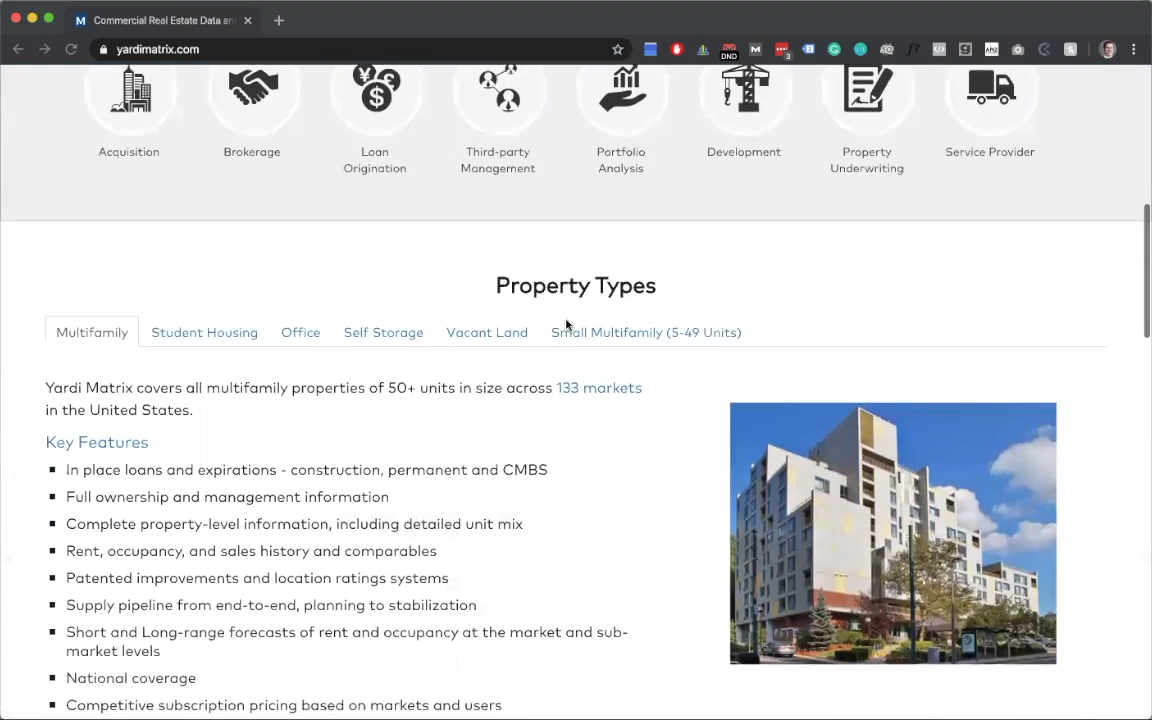 Commercial Real Estate Data an
yardimatrix.com
DND
3
Acquisition
Brokerage
Loan
Origination
Third-party
Management
Portfolio
Analysis
Development
Property
Underwriting
Service Provider
Property Types
Multifamily
Student Housing
Office
Self Storage
Vacant Land
Small Multifamily (5-49 Units)
Yardi Matrix covers all multifamily properties of 50+ units in size across 133 markets
in the United States.
Key Features
In place loans and expirations - construction, permanent and CMBS
Full ownership and management information
Complete property-level information, including detailed unit mix
Rent, occupancy, and sales history and comparables
Patented improvements and location ratings systems
Supply pipeline from end-to-end, planning to stabilization
Short and Long-range forecasts of rent and occupancy at the market and sub-
market levels
National coverage
Competitive subscription pricing based on markets and users